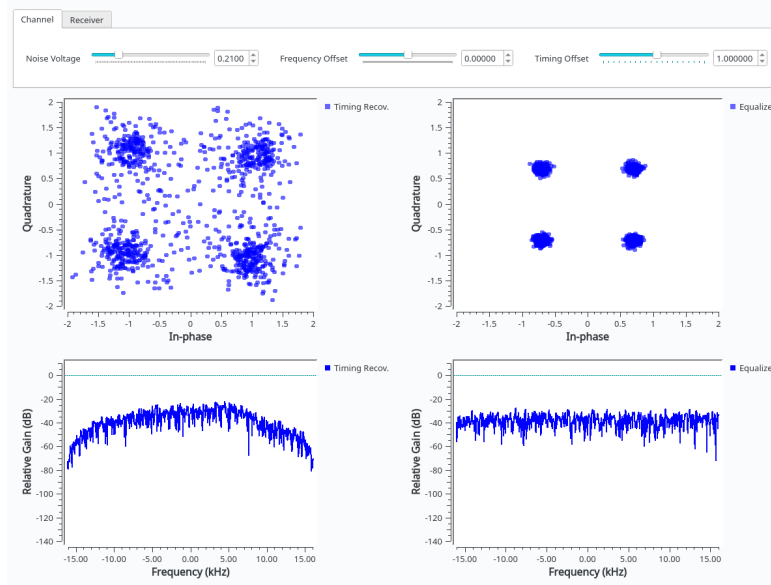 Channel Receiver
Noise Voltage 0.2100 Frequency Offset 0.00000 Timing Offset 1.000000
Quadrature
2
1.5
1
0.5
0
-0.5
-1
-1.5
-2
-2 -1.5 -1 -0.5 0 0.5 1 1.5 2
In-phase
Timing Recov.
Quadrature
2
1.5
1
0.5
0
-0.5
-1
-1.5
-2
-2 -1.5 -1 -0.5 0 0.5 1 1.5 2
In-phase
Equalize
Relative Gain (dB)
0
-20
-40
-60
-80
-100
-120
-140
-15.00 -10.00 -5.00 0.00 5.00 10.00 15.00
Frequency (kHz)
Timing Recov.
Relative Gain (dB)
0
-20
-40
-60
-80
-100
-120
-140
-15.00 -10.00 -5.00 0.00 5.00 10.00 15.00
Frequency (kHz)
Equalize